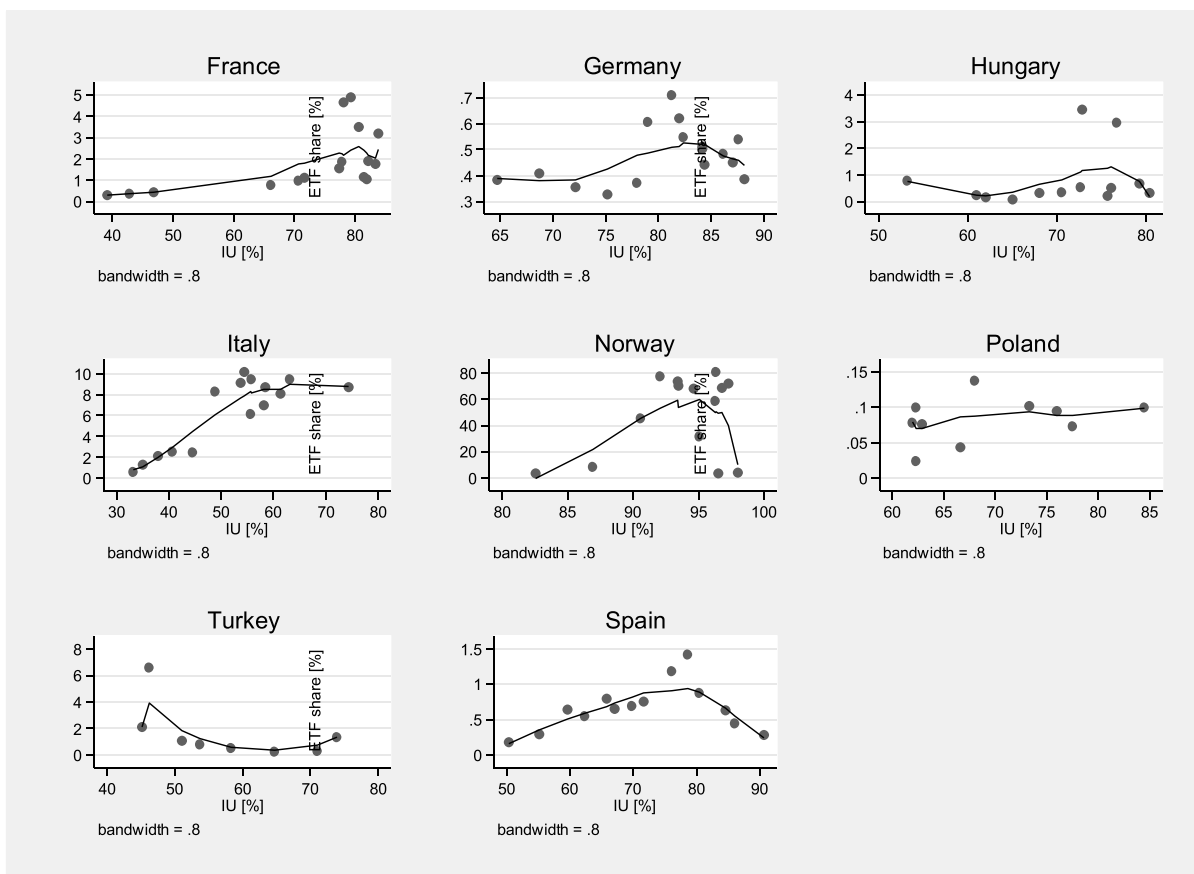 France
Germany
Hungary
5
4
3
2
1
0
ETF share [%]
40 50 60 70 80
IU [%]
bandwidth = .8
.7
.6
.5
.4
.3
ETF share [%]
65 70 75 80 85 90
IU [%]
bandwidth = .8
4
3
2
1
0
50 60 70 80
IU [%]
bandwidth = .8
Italy
Norway
Poland
10
8
6
4
2
0
ETF share [%]
30 40 50 60 70 80
IU [%]
bandwidth = .8
80
60
40
20
0
ETF share [%]
80 85 90 95 100
IU [%]
bandwidth = .8
.15
.1
.05
0
60 65 70 75 80 85
IU [%]
bandwidth = .8
Turkey
Spain
8
6
4
2
0
ETF share [%]
40 50 60 70 80
IU [%]
bandwidth = .8
1.5
1
.5
0
50 60 70 80 90
IU [%]
bandwidth = .8